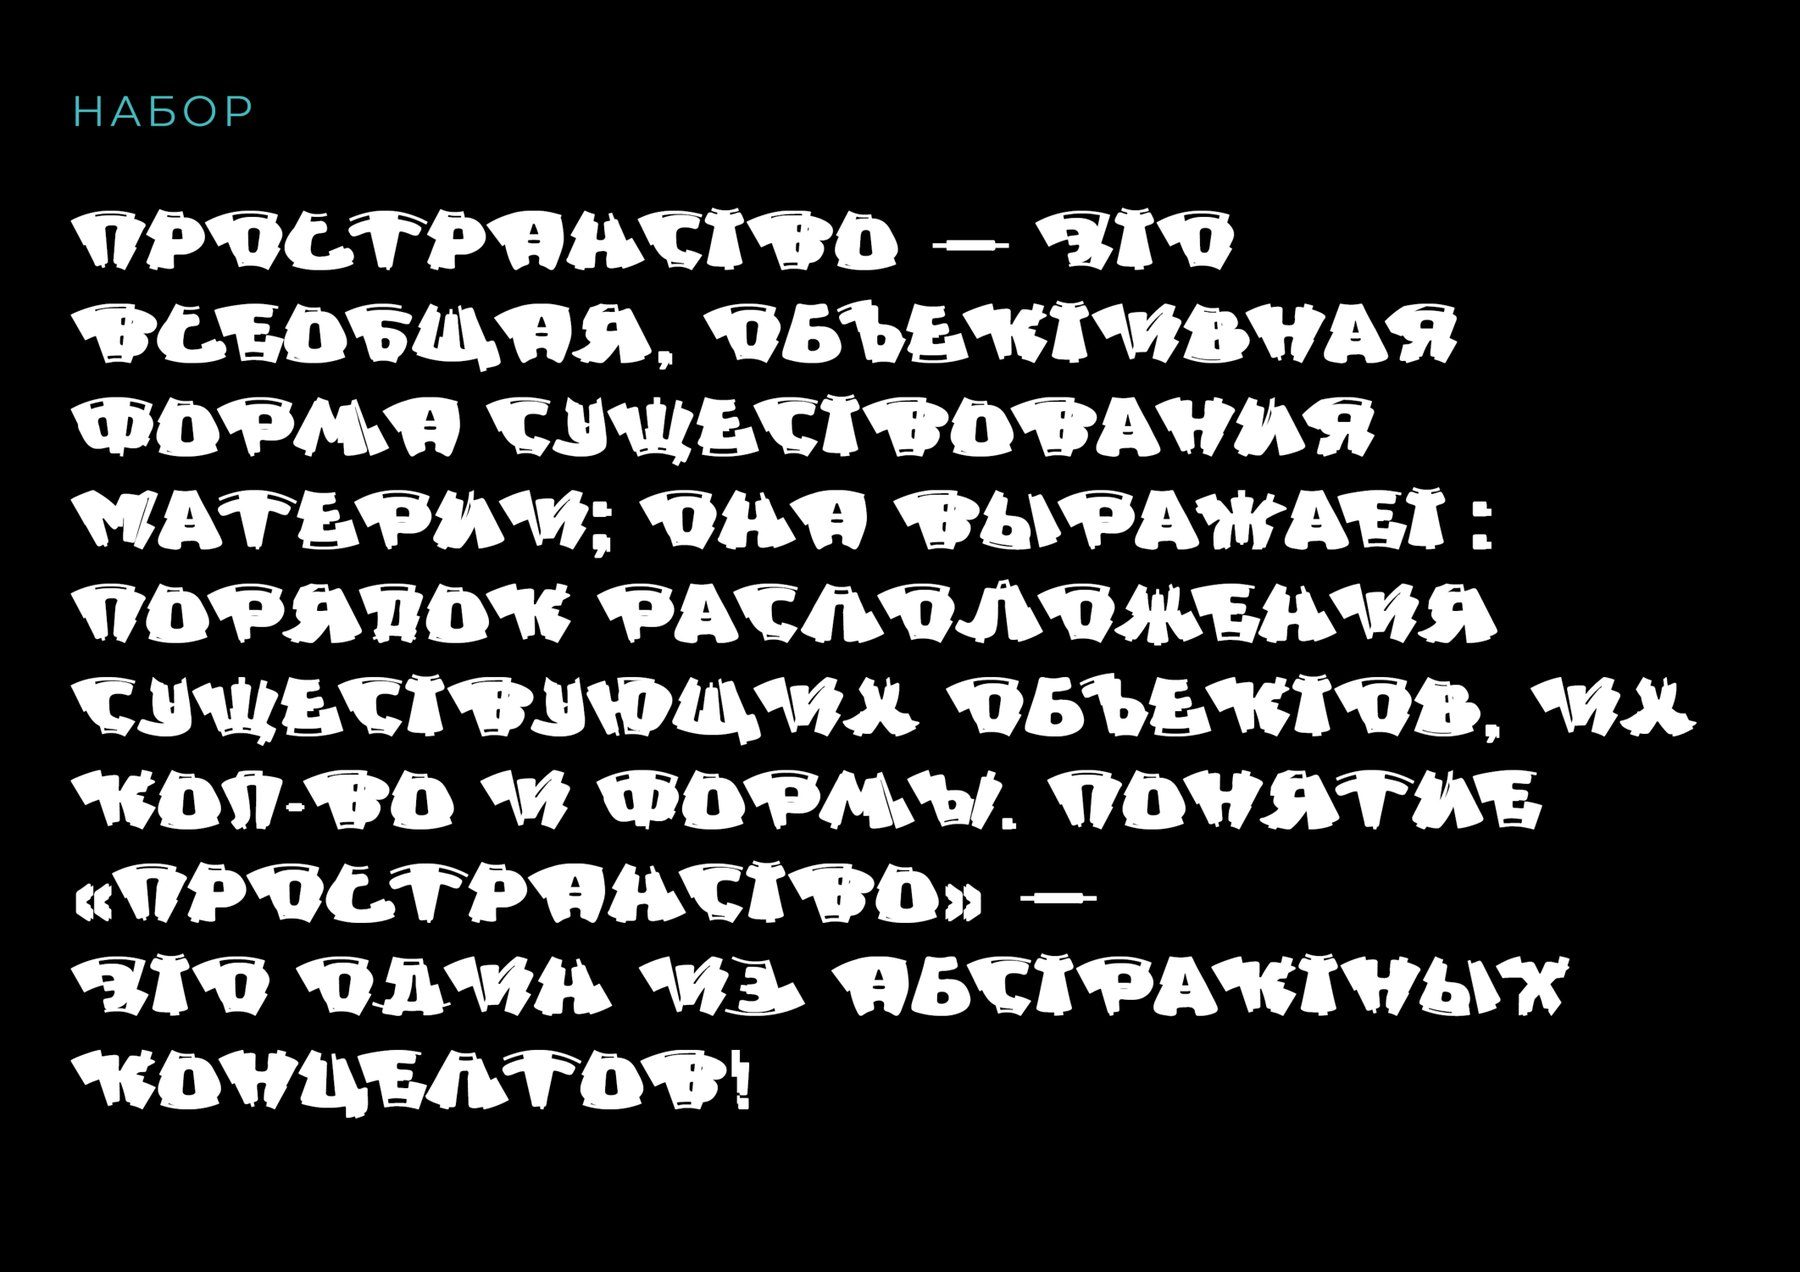 НАБОР
ПРОСТРАНСТВО — ЭТО
ВСЕОБЩАЯ, ОБЪЕКТИВНАЯ
ФОРМА СУЩЕСТВОВАНИЯ
МАТЕРИИ; ОНА ВЫРАЖАЕТ :
ПОРЯДОК РАСПОЛОЖЕНИЯ
СУЩЕСТВУЮЩИХ ОБЪЕКТОВ, ИХ
КОЛ-ВО И ФОРМЫ. ПОНЯТИЕ
«ПРОСТРАНСТВО» —
ЭТО ОДИН ИЗ АБСТРАКТНЫХ
КОНЦЕПТОВ!